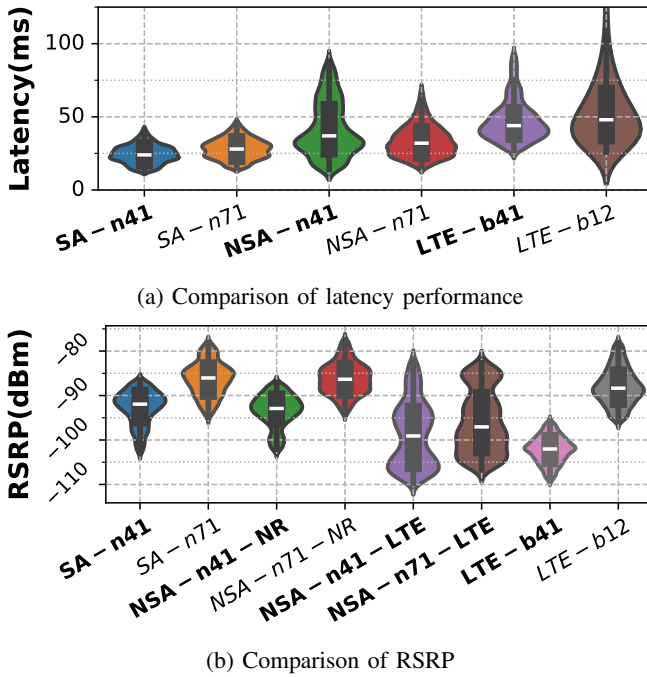 Latency(ms)
100
50
0
SA − n41
SA − n71
NSA − n41
NSA − n71
LTE − b41
LTE − b12
(a) Comparison of latency performance
RSRP(dBm)
−80
−90
−100
−110
SA − n41
SA − n71
NSA − n41 − NR
NSA − n71 − NR
NSA − n41 − LTE
NSA − n71 − LTE
LTE − b41
LTE − b12
(b) Comparison of RSRP